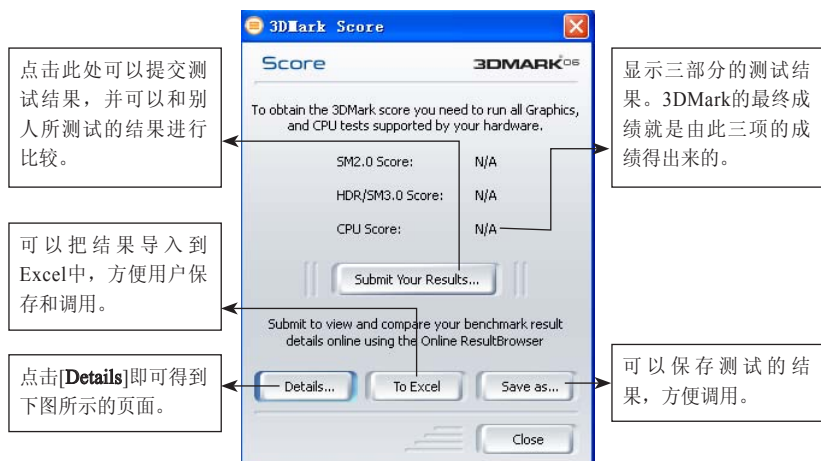 3DMark Score
Score
3DMARK06
点击此处可以提交测
试结果，并可以和别
人所测试的结果进行
比较。
显示三部分的测试结
果。3DMark的最终成
绩就是由此三项的成
绩得出来的。
To obtain the 3DMark score you need to run all Graphics,
and CPU tests supported by your hardware.
SM2.0 Score: N/A
HDR/SM3.0 Score: N/A
CPU Score: N/A
可以把结果导入到
Excel中，方便用户保
存和调用。
Submit Your Results...
Submit to view and compare your benchmark result
details online using the Online ResultBrowser
点击[Details]即可得到
下图所示的页面。
Details... To Excel Save as...
可以保存测试的结
果，方便调用。
Close